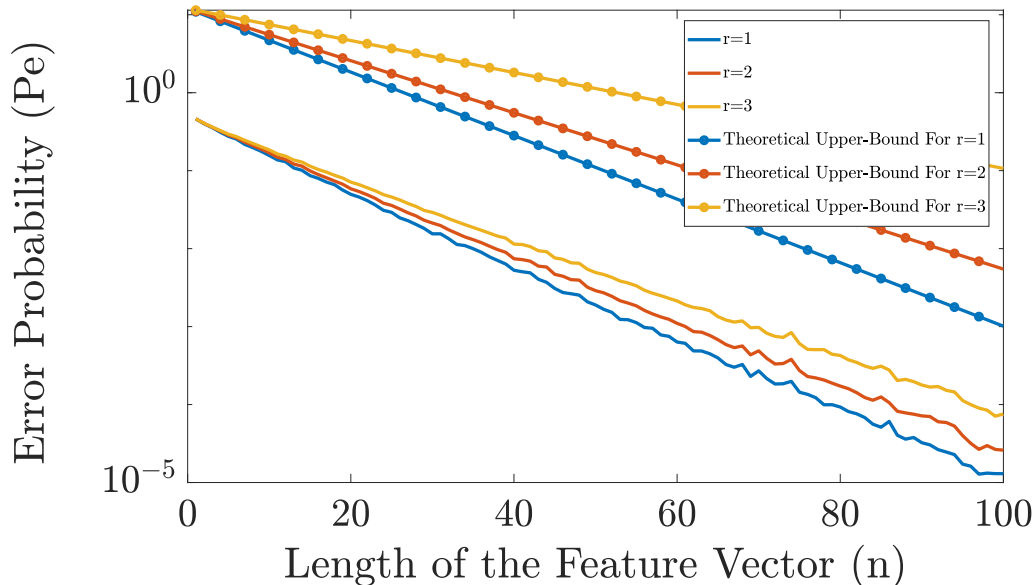 Error Probability (Pe)
10^0
10^-5
r=1
r=2
r=3
Theoretical Upper-Bound For r=1
Theoretical Upper-Bound For r=2
Theoretical Upper-Bound For r=3
0 20 40 60 80 100
Length of the Feature Vector (n)